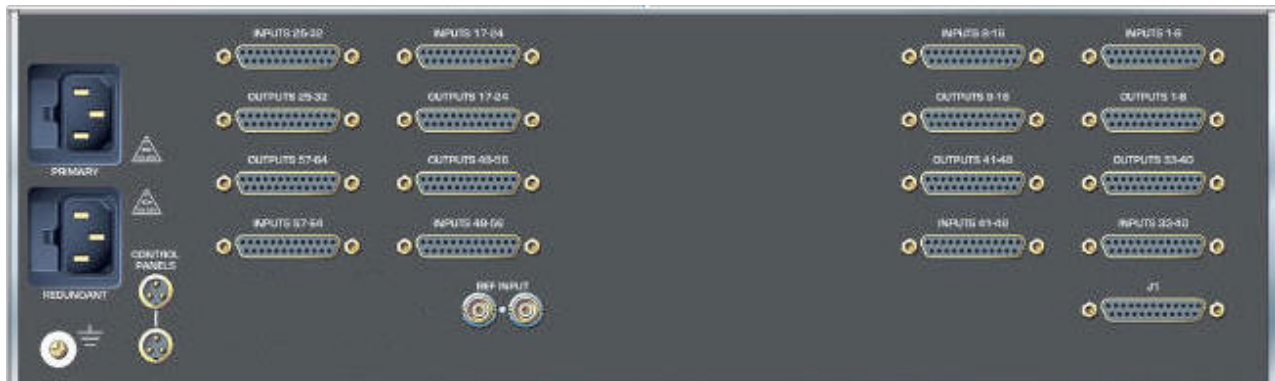 INPUTS 25-32
INPUTS 17-24
INPUTS 9-16
INPUTS 1-8
OUTPUTS 25-32
OUTPUTS 17-24
OUTPUTS 9-16
OUTPUTS 1-8
PRIMARY
OUTPUTS 57-64
OUTPUTS 49-56
OUTPUTS 41-48
OUTPUTS 33-40
INPUTS 57-64
INPUTS 49-56
INPUTS 41-48
INPUTS 33-40
CONTROL
PANELS
REDUNDANT
REF INPUT
J1